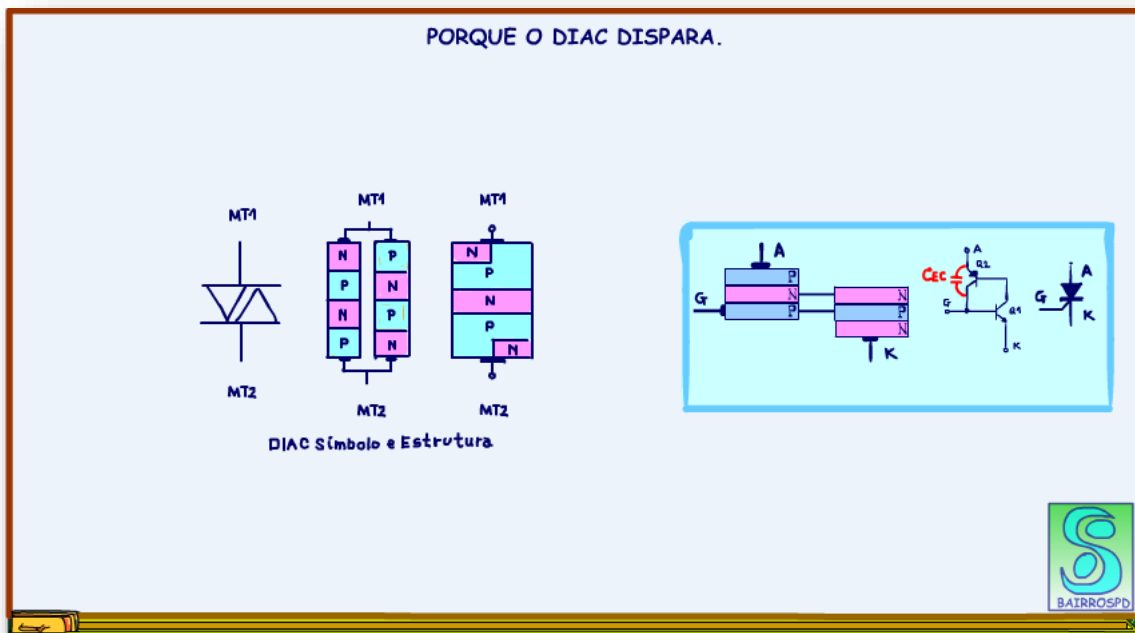 PORQUE O DIAC DISPARA.
MT1
MT2
MT1
N
P
N
P
P
N
P
N
MT2
MT1
N
P
N
P
N
MT2
DIAC Símbolo e Estrutura
A
G
P
N
P
N
P
N
K
A
Q2
CEC
G
Q1
K
A
G
K
BAIRROSPD